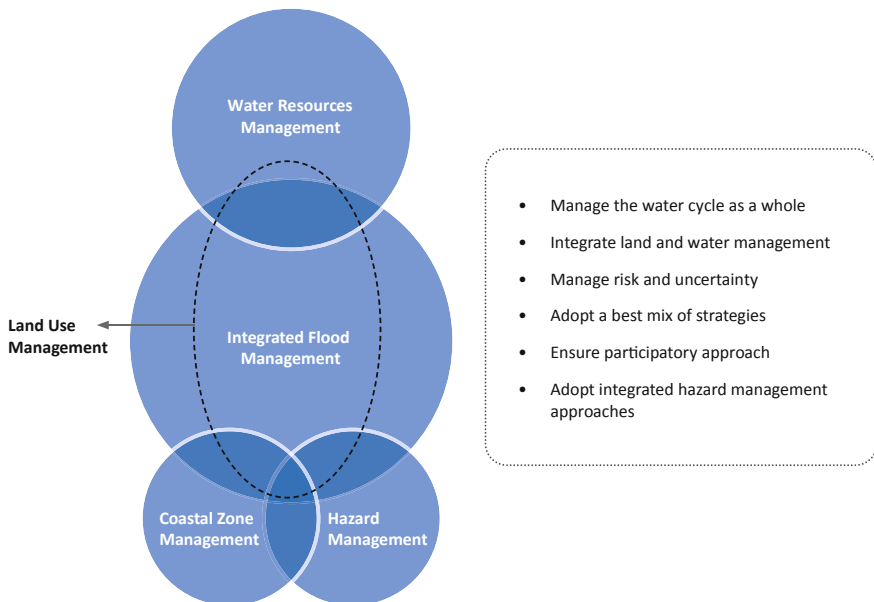 Water Resources
Management
Land Use
Management
Integrated Flood
Management
Coastal Zone
Management
Hazard
Management
• Manage the water cycle as a whole
• Integrate land and water management
• Manage risk and uncertainty
• Adopt a best mix of strategies
• Ensure participatory approach
• Adopt integrated hazard management
approaches